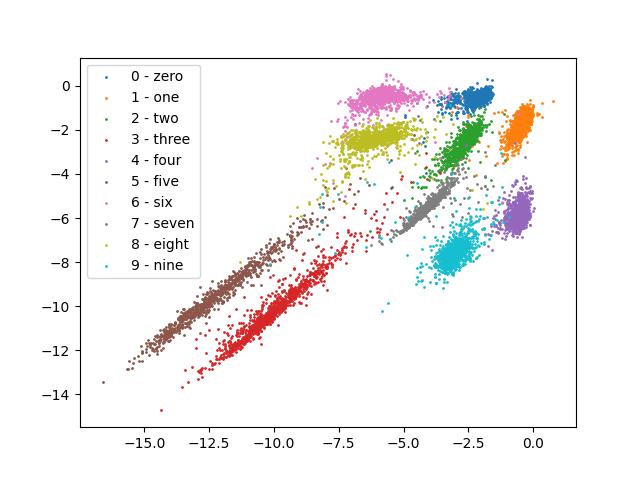 0 - zero
1 - one
2 - two
3 - three
4 - four
5 - five
6 - six
7 - seven
8 - eight
9 - nine
0
−2
−4
−6
−8
−10
−12
−14
−15.0 −12.5 −10.0 −7.5 −5.0 −2.5 0.0